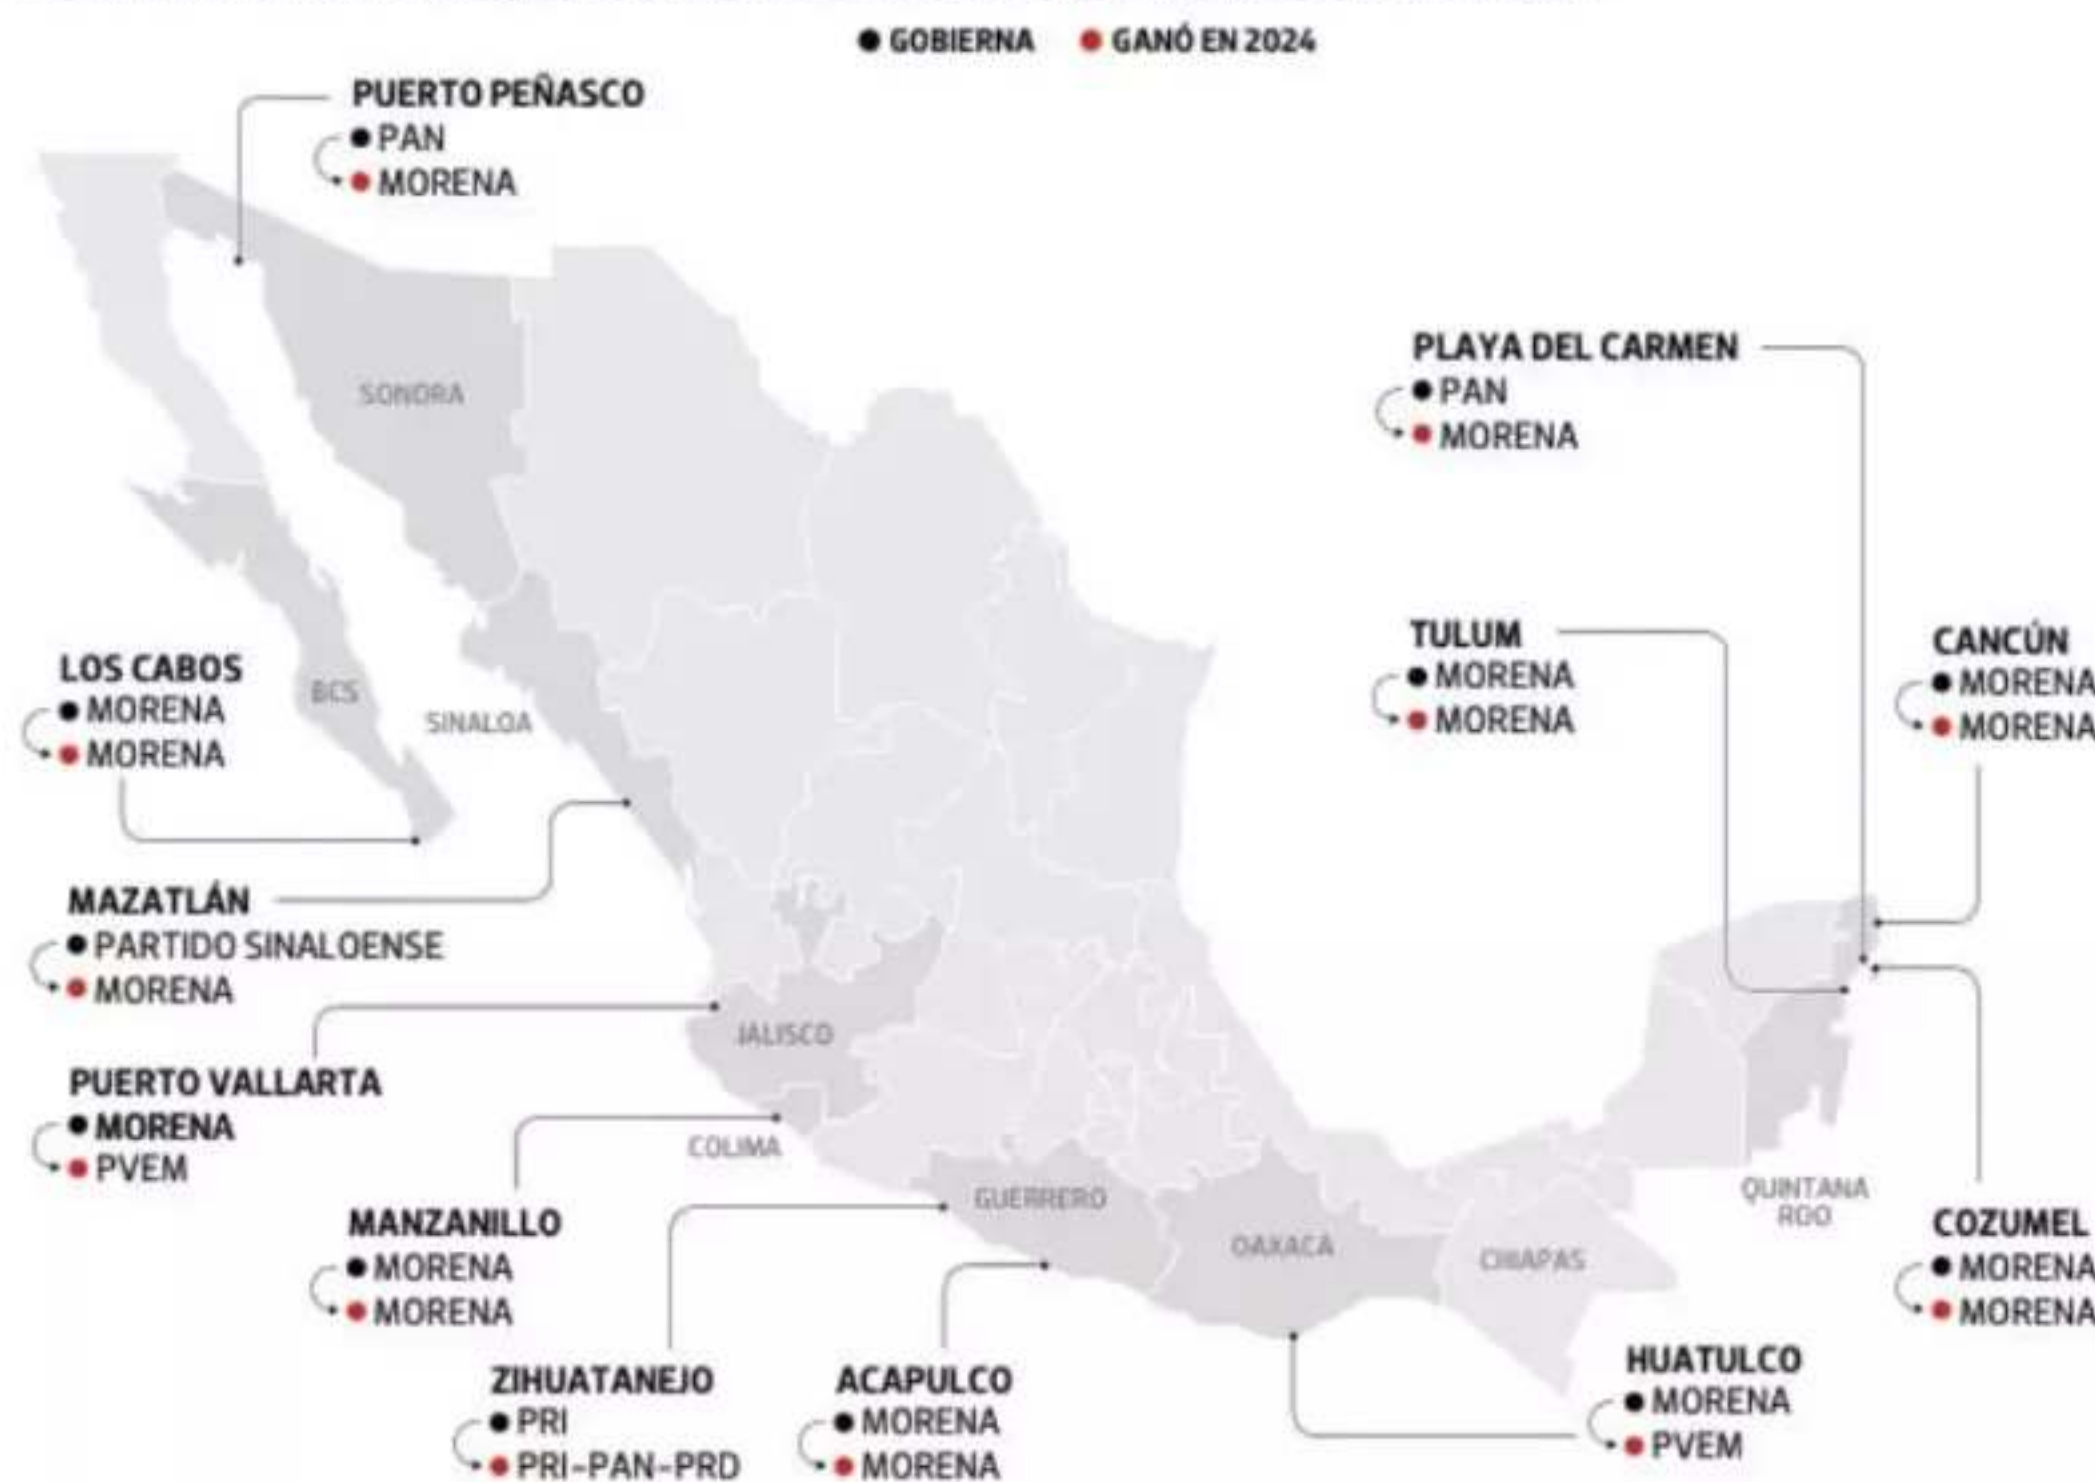 ● GOBIERNA ● GANÓ EN 2024
PUERTO PEÑASCO
● PAN
● MORENA
SONORA
PLAYA DEL CARMEN
● PAN
● MORENA
TULUM
● MORENA
● MORENA
CANCÚN
● MORENA
● MORENA
LOS CABOS
● MORENA
● MORENA
BCS
SINALOA
MAZATLÁN
● PARTIDO SINALOENSE
● MORENA
JALISCO
PUERTO VALLARTA
● MORENA
● PVEM
COLIMA
MANZANILLO
● MORENA
● MORENA
GUERRERO
OAXACA
CHIAPAS
QUINTANA
ROO
COZUMEL
● MORENA
● MORENA
ZIHUATANEJO
● PRI
● PRI-PAN-PRD
ACAPULCO
● MORENA
● MORENA
HUATULCO
● MORENA
● PVEM